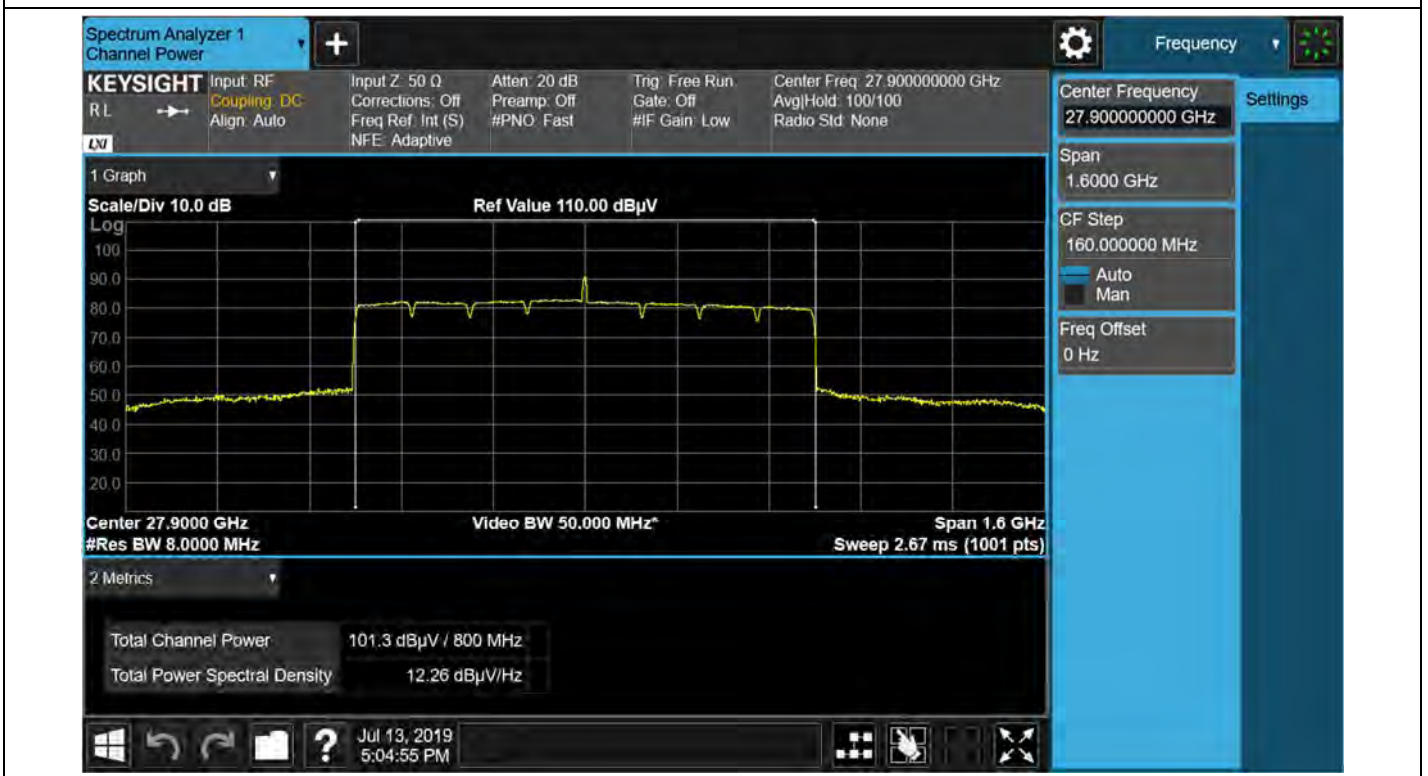 Spectrum Analyzer 1
Channel Power
+
Frequency
KEYSIGHT
RL
LXI
Input: RF
Coupling: DC
Align: Auto
Input Z: 50 Ω
Corrections: Off
Freq Ref: Int (S)
NFE: Adaptive
Atten: 20 dB
Preamp: Off
#PNO: Fast
Trig: Free Run
Gate: Off
#IF Gain: Low
Center Freq: 27.900000000 GHz
Avg|Hold: 100/100
Radio Std: None
Center Frequency
27.900000000 GHz
Settings
Span
1.6000 GHz
CF Step
160.000000 MHz
Auto
Man
Freq Offset
0 Hz
1 Graph
Scale/Div 10.0 dB
Ref Value 110.00 dBµV
Log
100
90.0
80.0
70.0
60.0
50.0
40.0
30.0
20.0
Center 27.9000 GHz
Video BW 50.000 MHz*
Span 1.6 GHz
#Res BW 8.0000 MHz
Sweep 2.67 ms (1001 pts)
2 Metrics
Total Channel Power 101.3 dBµV / 800 MHz
Total Power Spectral Density 12.26 dBµV/Hz
?
Jul 13, 2019
5:04:55 PM